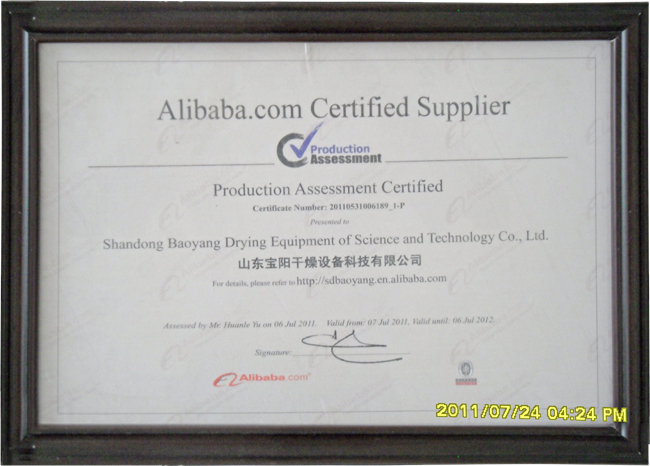 Alibaba.com Certified Supplier
Production
Assessment
Production Assessment Certified
Certificate Number: 20110531006189_1-P
Presented to
Shandong Baoyang Drying Equipment of Science and Technology Co., Ltd.
山东宝阳干燥设备科技有限公司
For details, please refer to http://sdbaoyang.en.alibaba.com
Assessed by Mr. Huanle Yu on 06 Jul 2011. Valid from: 07 Jul 2011, Valid until: 06 Jul 2012.
Signature:
Alibaba.com
2011/07/24 04:24 PM